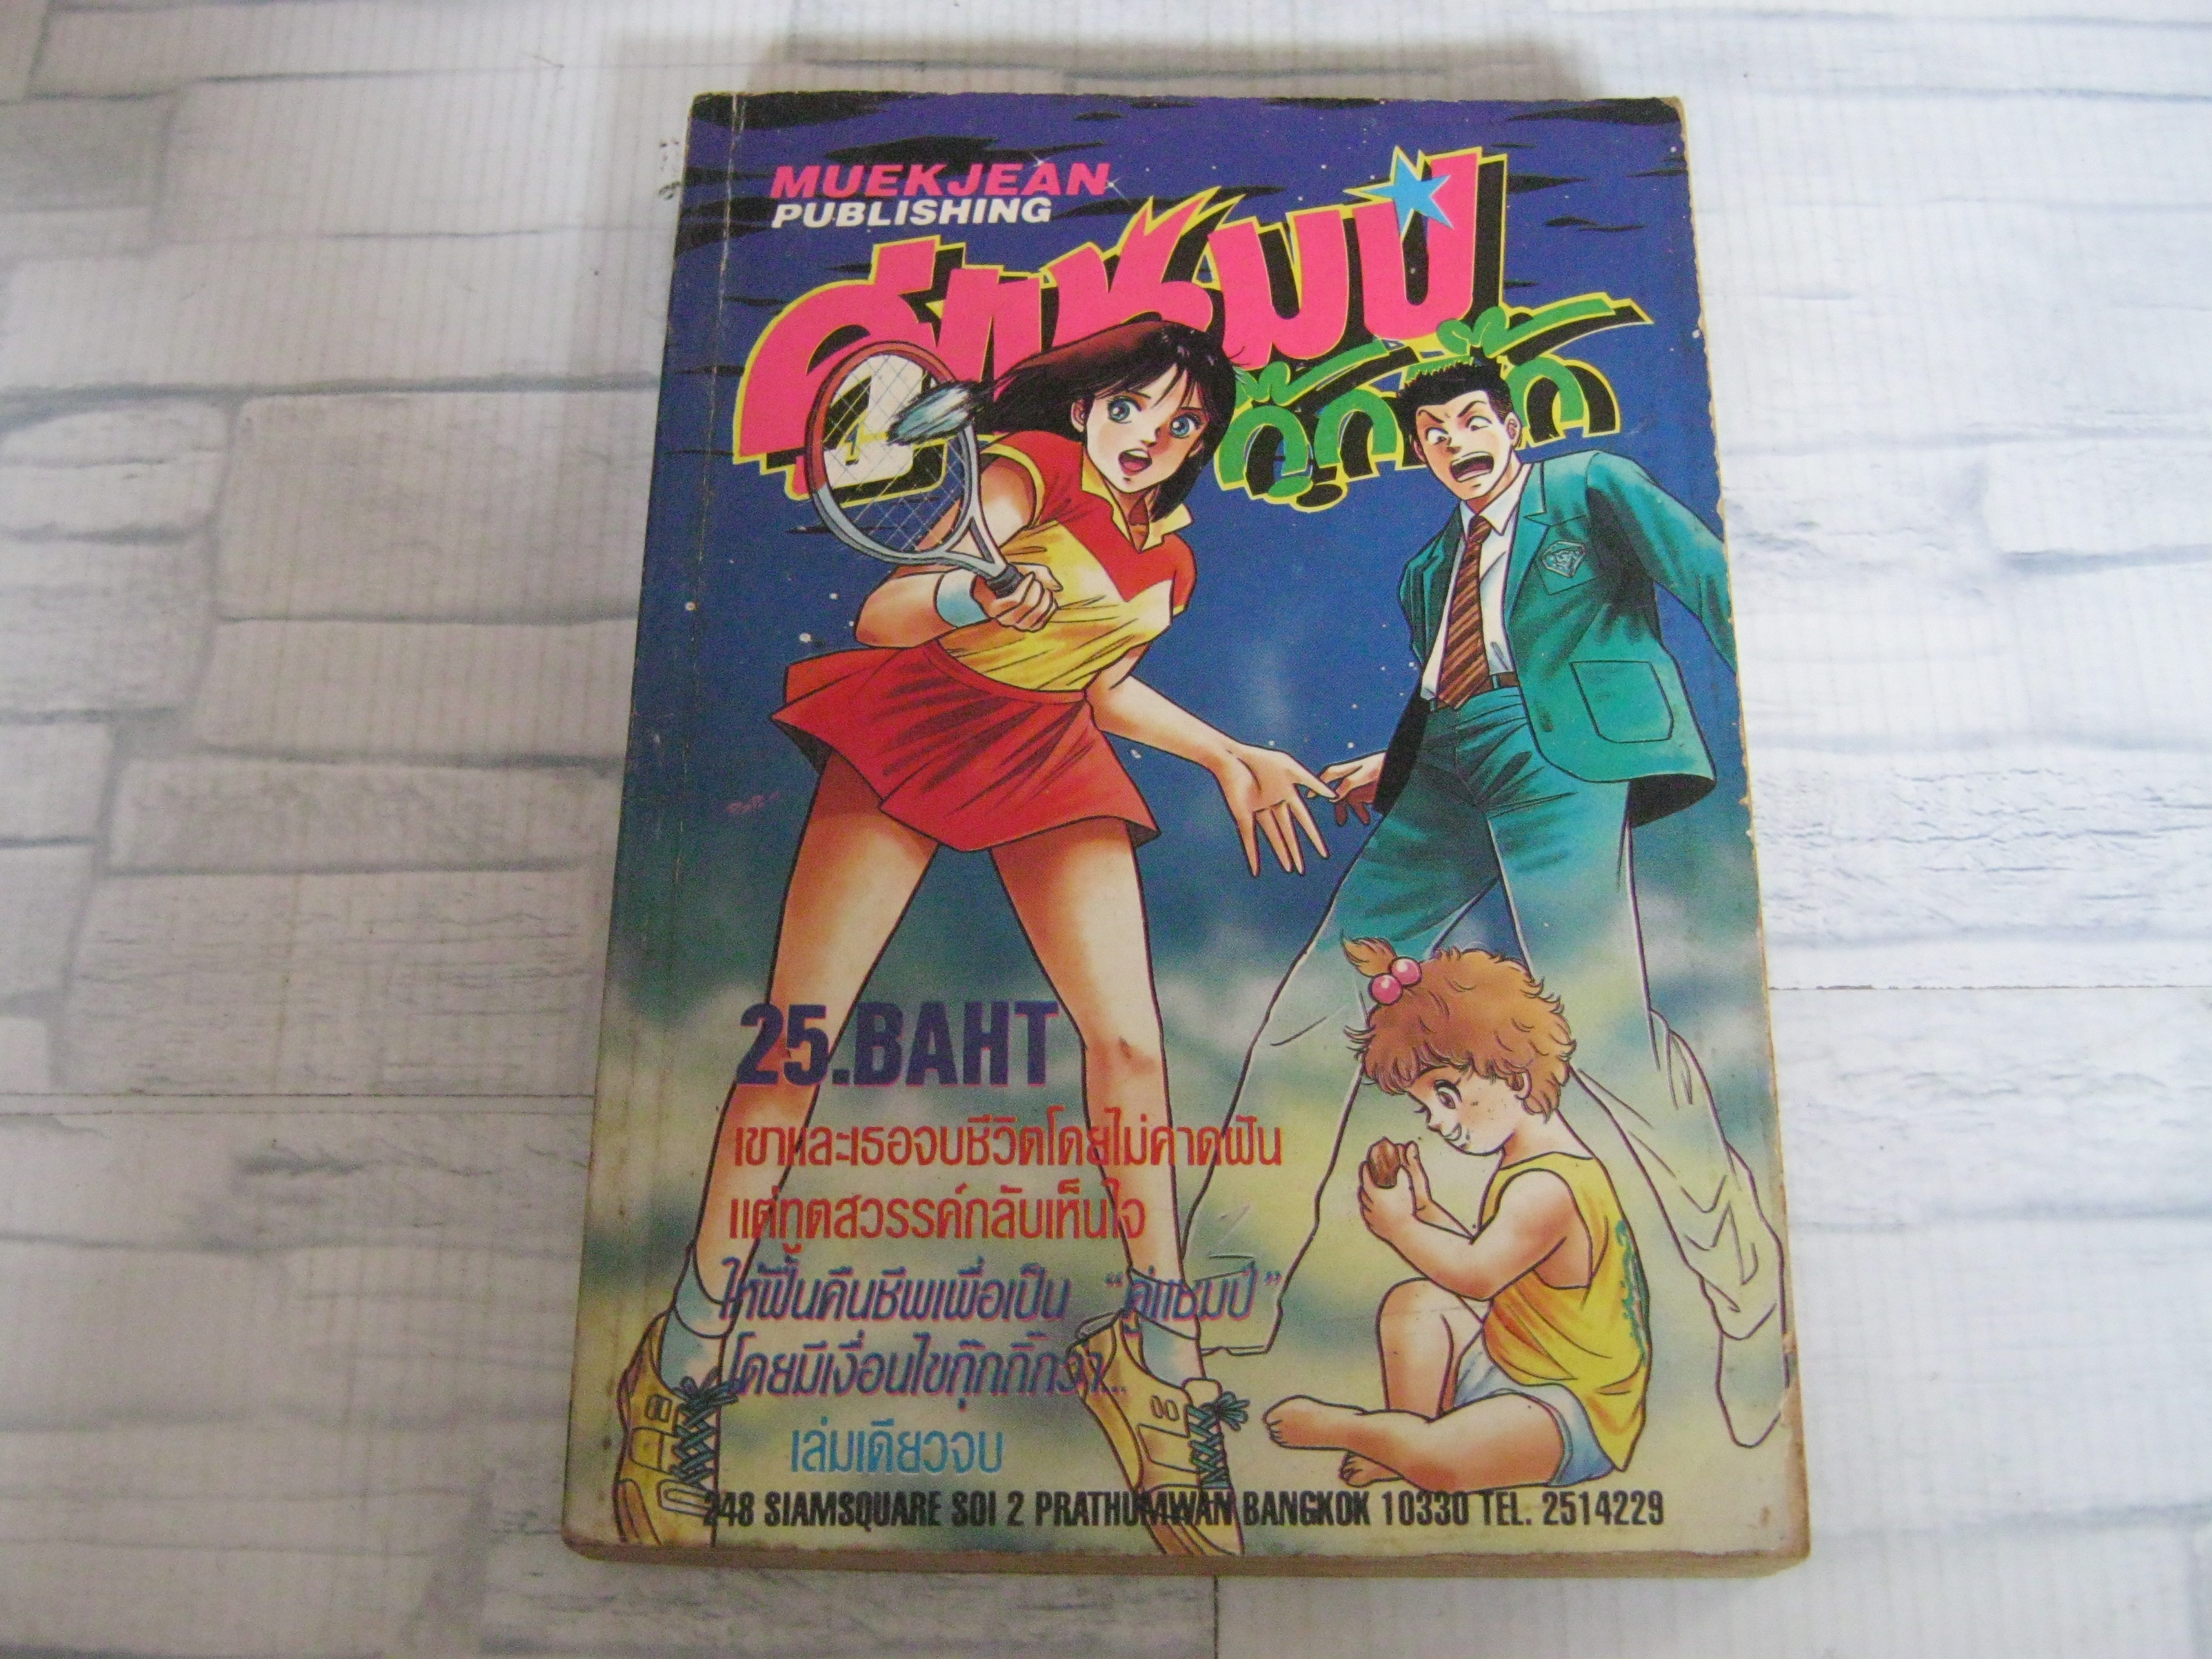 MUEKJEAN
PUBLISHING
คู่แชมป์
กุ๊กกิ๊ก
25.BAHT
เขาและเธอจบชีวิตโดยไม่คาดฝัน
แต่ทูตสวรรค์กลับเห็นใจ
ให้ฟื้นคืนชีพเพื่อเป็น "คู่แชมป์"
โดยมีเงื่อนไขกุ๊กกิ๊กว่า...
เล่มเดียวจบ
248 SIAMSQUARE SOI 2 PRATHUMWAN BANGKOK 10330 TEL. 2514229